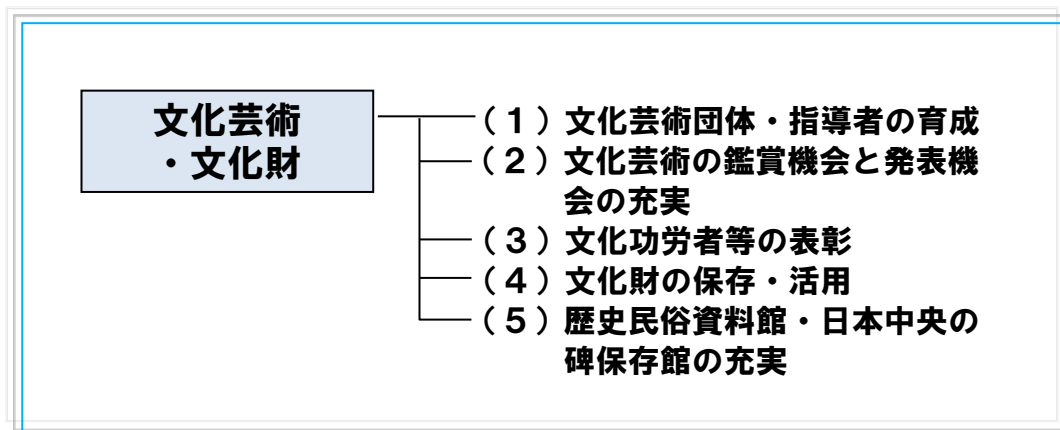 文化芸術
・文化財
（１）文化芸術団体・指導者の育成
（２）文化芸術の鑑賞機会と発表機
会の充実
（３）文化功労者等の表彰
（４）文化財の保存・活用
（５）歴史民俗資料館・日本中央の
碑保存館の充実